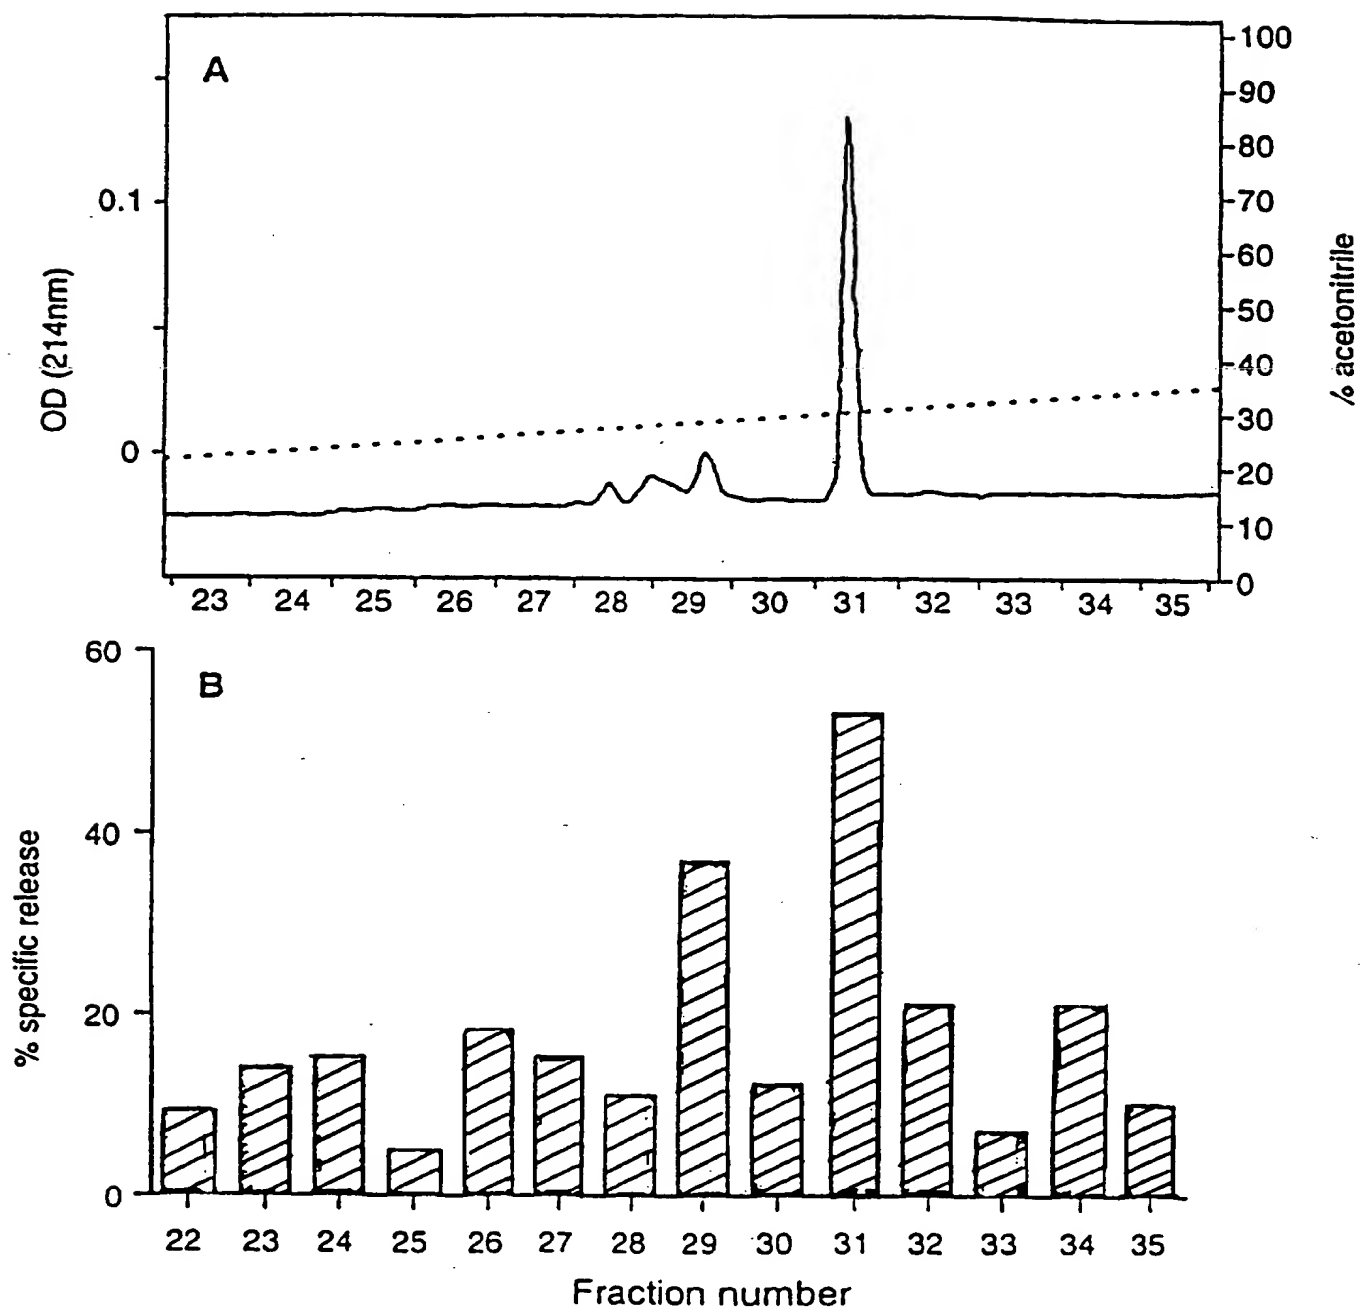 A
OD (214nm)
0.1
0
100
90
80
70
60
50
40
30
20
10
0
% acetonitrile
23 24 25 26 27 28 29 30 31 32 33 34 35
B
% specific release
60
40
20
0
22 23 24 25 26 27 28 29 30 31 32 33 34 35
Fraction number